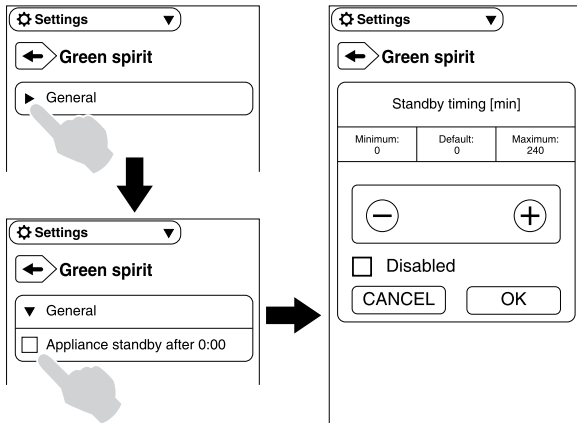 Settings
Green spirit
General
Settings
Green spirit
General
Appliance standby after 0:00
Settings
Green spirit
Standby timing [min]
Minimum: Default: Maximum:
0 0 240
Disabled
CANCEL OK